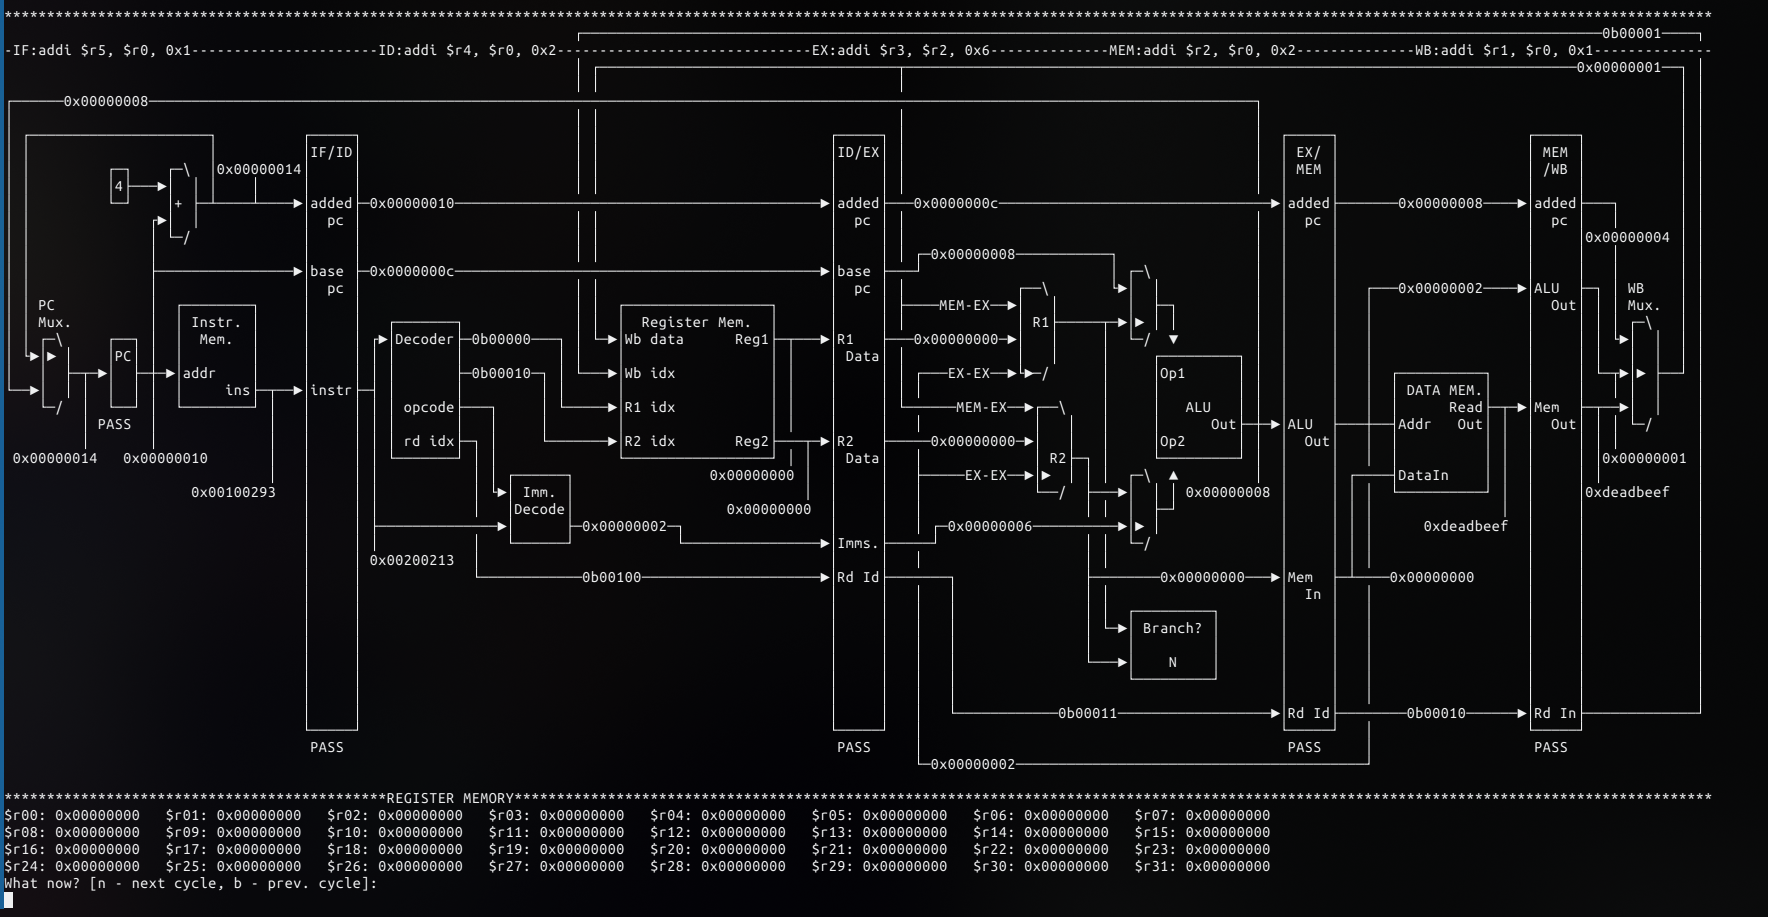 0b00001
-IF:addi $r5, $r0, 0x1----------------------ID:addi $r4, $r0, 0x2------------------------------EX:addi $r3, $r2, 0x6--------------MEM:addi $r2, $r0, 0x2--------------WB:addi $r1, $r0, 0x1--------------
0x00000001
0x00000008
IF/ID ID/EX EX/ MEM
4 0x00000014 MEM /WB
+ added 0x00000010 added 0x0000000c added 0x00000008 added
pc pc pc pc
0x00000004
0x00000008
base 0x0000000c base
pc pc 0x00000002 ALU WB
PC MEM-EX Out Mux.
Mux. Instr. Register Mem. R1
Mem. Decoder 0b00000 Wb data Reg1 R1 0x00000000
PC Data
addr 0b00010 Wb idx EX-EX Op1
ins instr DATA MEM.
opcode R1 idx MEM-EX ALU Read Mem
PASS Out ALU Addr Out Out
rd idx R2 idx Reg2 R2 0x00000000 Op2 Out
0x00000014 0x00000010 Data R2 0x00000001
0x00000000 EX-EX DataIn
0x00100293 Imm. 0x00000008 0xdeadbeef
Decode 0x00000000
0x00000002 0x00000006 0xdeadbeef
Imms.
0x00200213
0b00100 Rd Id 0x00000000 Mem 0x00000000
In
Branch?
N
0b00011 Rd Id 0b00010 Rd In
PASS PASS PASS PASS
0x00000002
REGISTER MEMORY
$r00: 0x00000000 $r01: 0x00000000 $r02: 0x00000000 $r03: 0x00000000 $r04: 0x00000000 $r05: 0x00000000 $r06: 0x00000000 $r07: 0x00000000
$r08: 0x00000000 $r09: 0x00000000 $r10: 0x00000000 $r11: 0x00000000 $r12: 0x00000000 $r13: 0x00000000 $r14: 0x00000000 $r15: 0x00000000
$r16: 0x00000000 $r17: 0x00000000 $r18: 0x00000000 $r19: 0x00000000 $r20: 0x00000000 $r21: 0x00000000 $r22: 0x00000000 $r23: 0x00000000
$r24: 0x00000000 $r25: 0x00000000 $r26: 0x00000000 $r27: 0x00000000 $r28: 0x00000000 $r29: 0x00000000 $r30: 0x00000000 $r31: 0x00000000
What now? [n - next cycle, b - prev. cycle]: